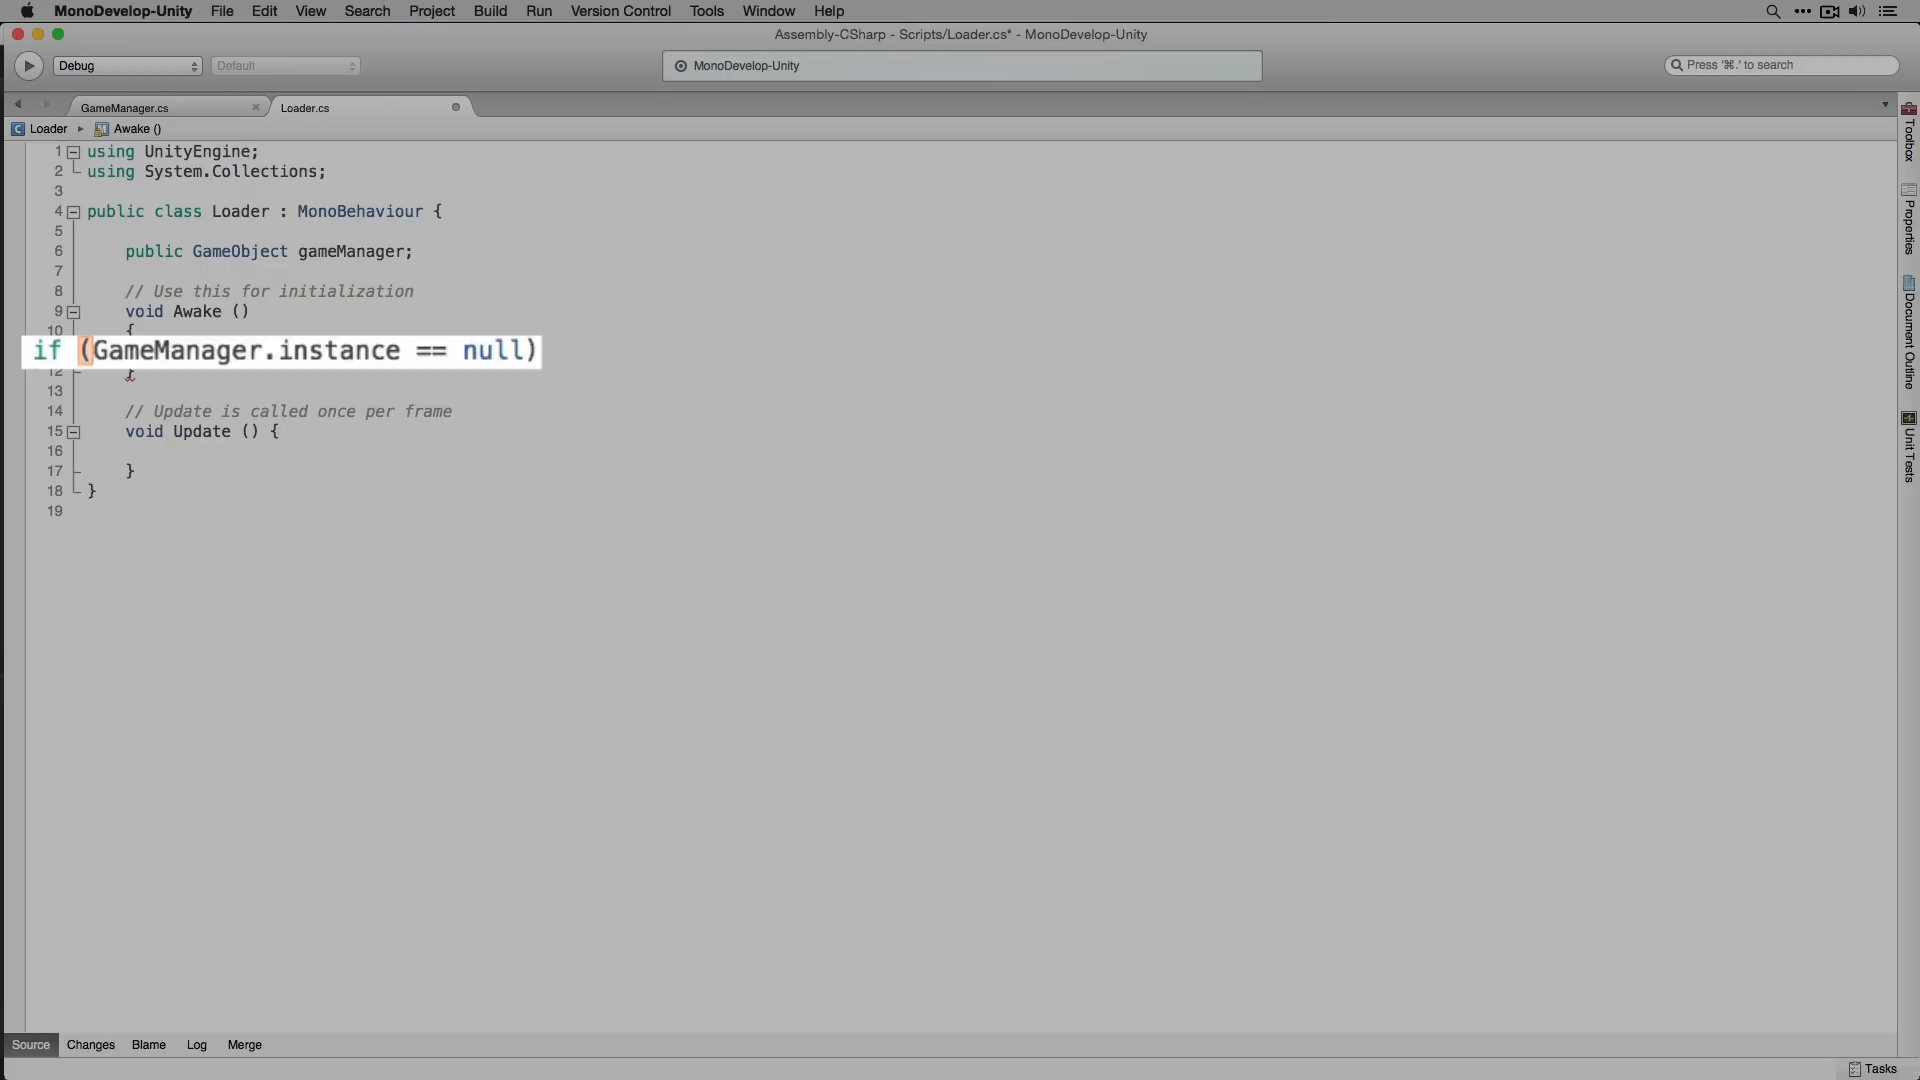 MonoDevelop-Unity File Edit View Search Project Build Run Version Control Tools Window Help
Assembly-CSharp - Scripts/Loader.cs* - MonoDevelop-Unity
Debug Default MonoDevelop-Unity Press '⌘.' to search
GameManager.cs Loader.cs
Loader Awake ()
1 using UnityEngine;
2 using System.Collections;
3
4 public class Loader : MonoBehaviour {
5
6 public GameObject gameManager;
7
8 // Use this for initialization
9 void Awake ()
10 {
if (GameManager.instance == null)
12 }
13
14 // Update is called once per frame
15 void Update () {
16
17 }
18 }
19
Toolbox
Properties
Document Outline
Unit Tests
Source Changes Blame Log Merge
Tasks